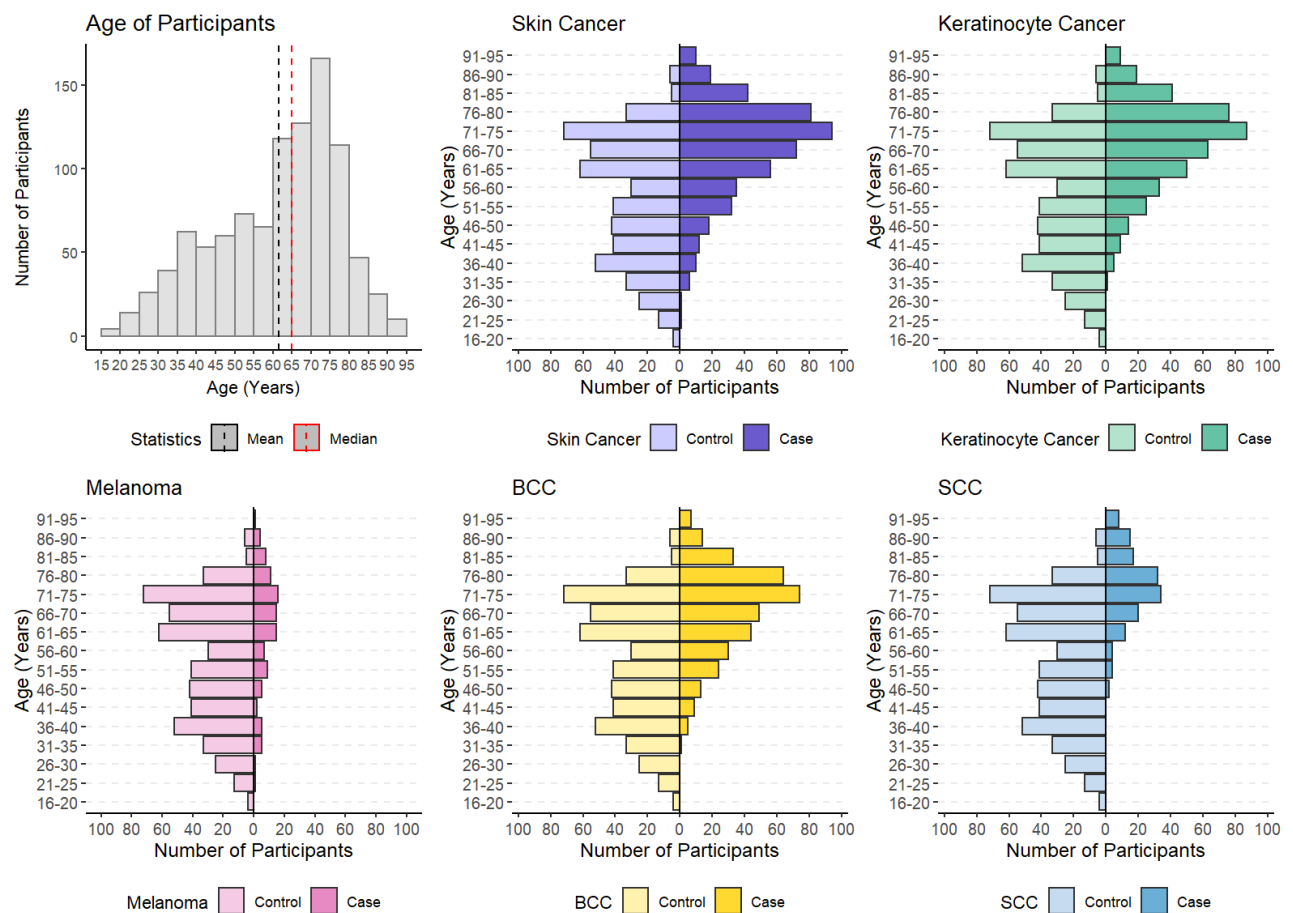 Age of Participants
Number of Participants
150
100
50
0
15 20 25 30 35 40 45 50 55 60 65 70 75 80 85 90 95
Age (Years)
Statistics Mean Median
Skin Cancer
Age (Years)
91-95
86-90
81-85
76-80
71-75
66-70
61-65
56-60
51-55
46-50
41-45
36-40
31-35
26-30
21-25
16-20
100 80 60 40 20 0 20 40 60 80 100
Number of Participants
Skin Cancer Control Case
Keratinocyte Cancer
Age (Years)
91-95
86-90
81-85
76-80
71-75
66-70
61-65
56-60
51-55
46-50
41-45
36-40
31-35
26-30
21-25
16-20
100 80 60 40 20 0 20 40 60 80 100
Number of Participants
Keratinocyte Cancer Control Case
Melanoma
Age (Years)
91-95
86-90
81-85
76-80
71-75
66-70
61-65
56-60
51-55
46-50
41-45
36-40
31-35
26-30
21-25
16-20
100 80 60 40 20 0 20 40 60 80 100
Number of Participants
Melanoma Control Case
BCC
Age (Years)
91-95
86-90
81-85
76-80
71-75
66-70
61-65
56-60
51-55
46-50
41-45
36-40
31-35
26-30
21-25
16-20
100 80 60 40 20 0 20 40 60 80 100
Number of Participants
BCC Control Case
SCC
Age (Years)
91-95
86-90
81-85
76-80
71-75
66-70
61-65
56-60
51-55
46-50
41-45
36-40
31-35
26-30
21-25
16-20
100 80 60 40 20 0 20 40 60 80 100
Number of Participants
SCC Control Case